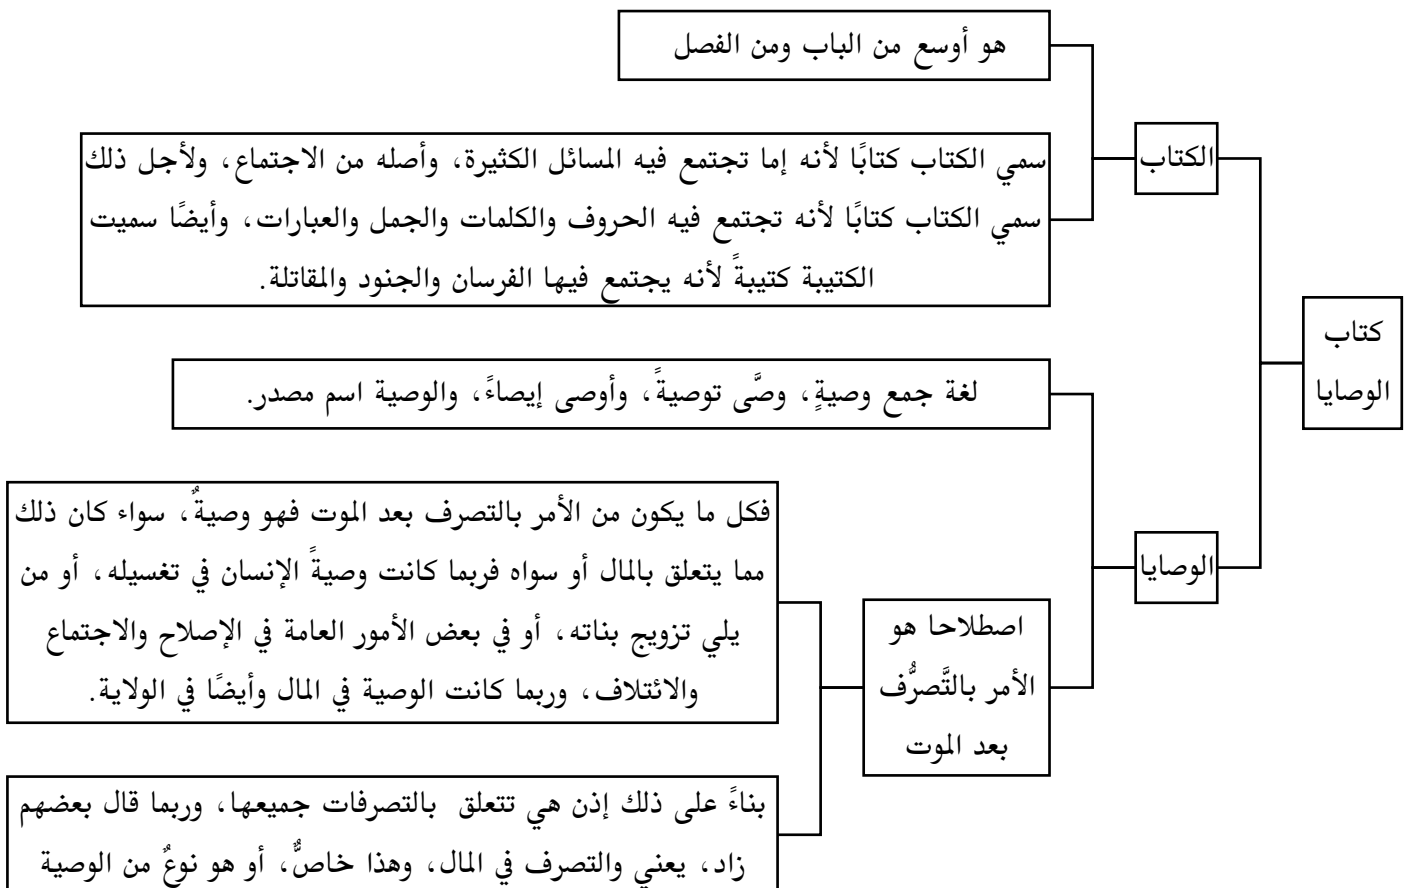 كتاب
الوصايا
الكتاب
هو أوسع من الباب ومن الفصل
سمي الكتاب كتابًا لأنه إما تجتمع فيه المسائل الكثيرة، وأصله من الاجتماع، ولأجل ذلك
سمي الكتاب كتابًا لأنه تجتمع فيه الحروف والكلمات والجمل والعبارات، وأيضًا سميت
الكتيبة كتيبةً لأنه يجتمع فيها الفرسان والجنود والمقاتلة.
الوصايا
لغة جمع وصيةٍ، وصَّى توصيةً، وأوصى إيصاءً، والوصية اسم مصدر.
اصطلاحا هو
الأمر بالتَّصرُّف
بعد الموت
فكل ما يكون من الأمر بالتصرف بعد الموت فهو وصيةٌ، سواء كان ذلك
مما يتعلق بالمال أو سواه فربما كانت وصيةً الإنسان في تغسيله، أو من
يلي تزويج بناته، أو في بعض الأمور العامة في الإصلاح والاجتماع
والائتلاف، وربما كانت الوصية في المال وأيضًا في الولاية.
بناءً على ذلك إذن هي تتعلق بالتصرفات جميعها، وربما قال بعضهم
زاد، يعني والتصرف في المال، وهذا خاصٌّ، أو هو نوعٌ من الوصية